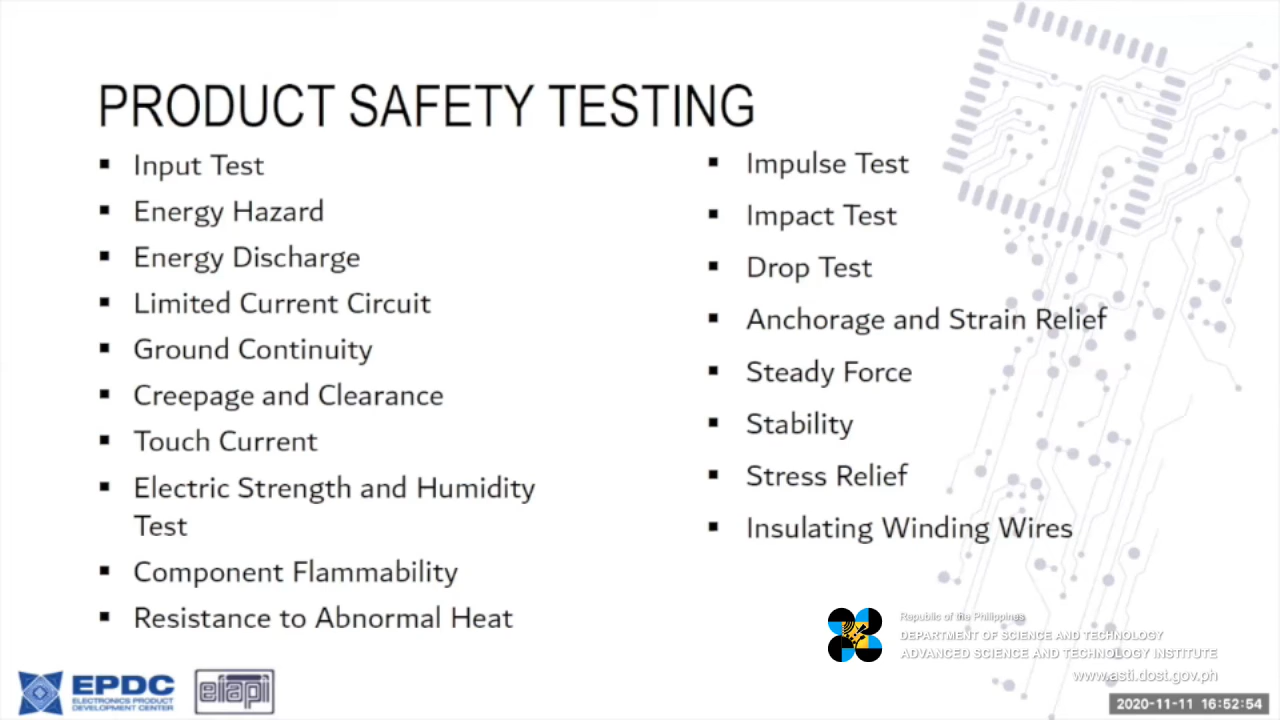 PRODUCT SAFETY TESTING
Input Test
Energy Hazard
Energy Discharge
Limited Current Circuit
Ground Continuity
Creepage and Clearance
Touch Current
Electric Strength and Humidity
Test
Component Flammability
Resistance to Abnormal Heat
Impulse Test
Impact Test
Drop Test
Anchorage and Strain Relief
Steady Force
Stability
Stress Relief
Insulating Winding Wires
EPDC
ELECTRONICS PRODUCT
DEVELOPMENT CENTER
eiapi
Republic of the Philippines
DEPARTMENT OF SCIENCE AND TECHNOLOGY
ADVANCED SCIENCE AND TECHNOLOGY INSTITUTE
www.asti.dost.gov.ph
2020-11-11 16:52:54